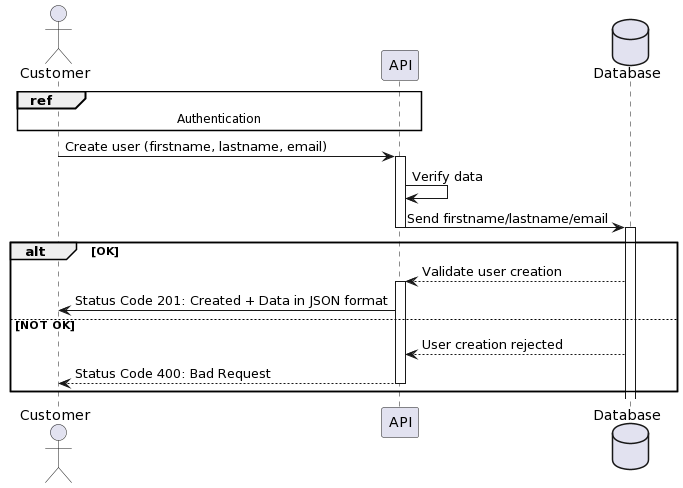 Customer
API
Database
ref
Authentication
Create user (firstname, lastname, email)
Verify data
Send firstname/lastname/email
alt [OK]
Validate user creation
Status Code 201: Created + Data in JSON format
[NOT OK]
User creation rejected
Status Code 400: Bad Request
Customer
API
Database